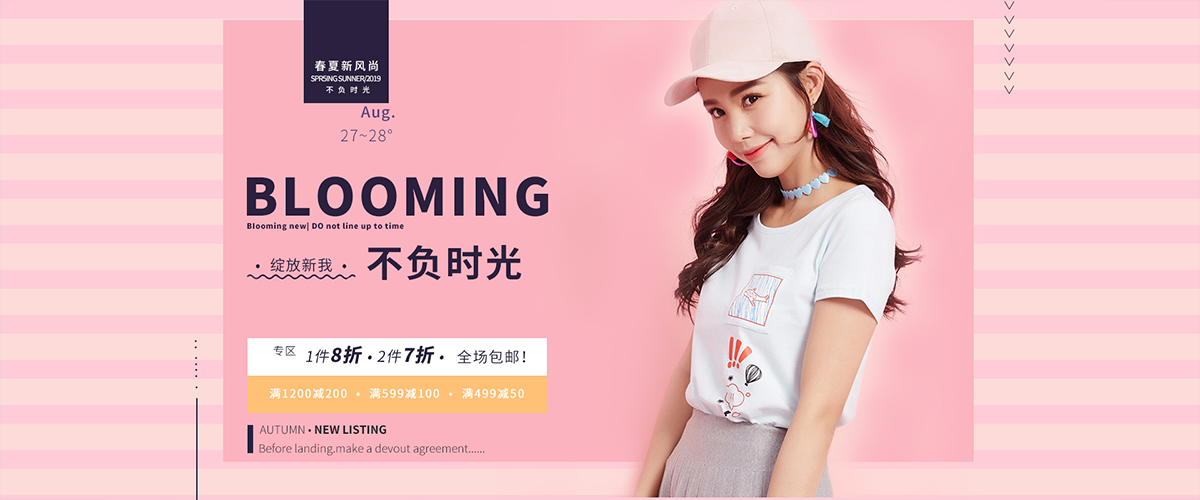 春夏新风尚
SPRSING SUNNER/2019
不负时光
Aug.
27~28°
BLOOMING
Blooming new| DO not line up to time
• 绽放新我 • 不负时光
专区 1件8折 • 2件7折 • 全场包邮!
满1200减200 • 满599减100 • 满499减50
AUTUMN • NEW LISTING
Before landing.make a devout agreement......